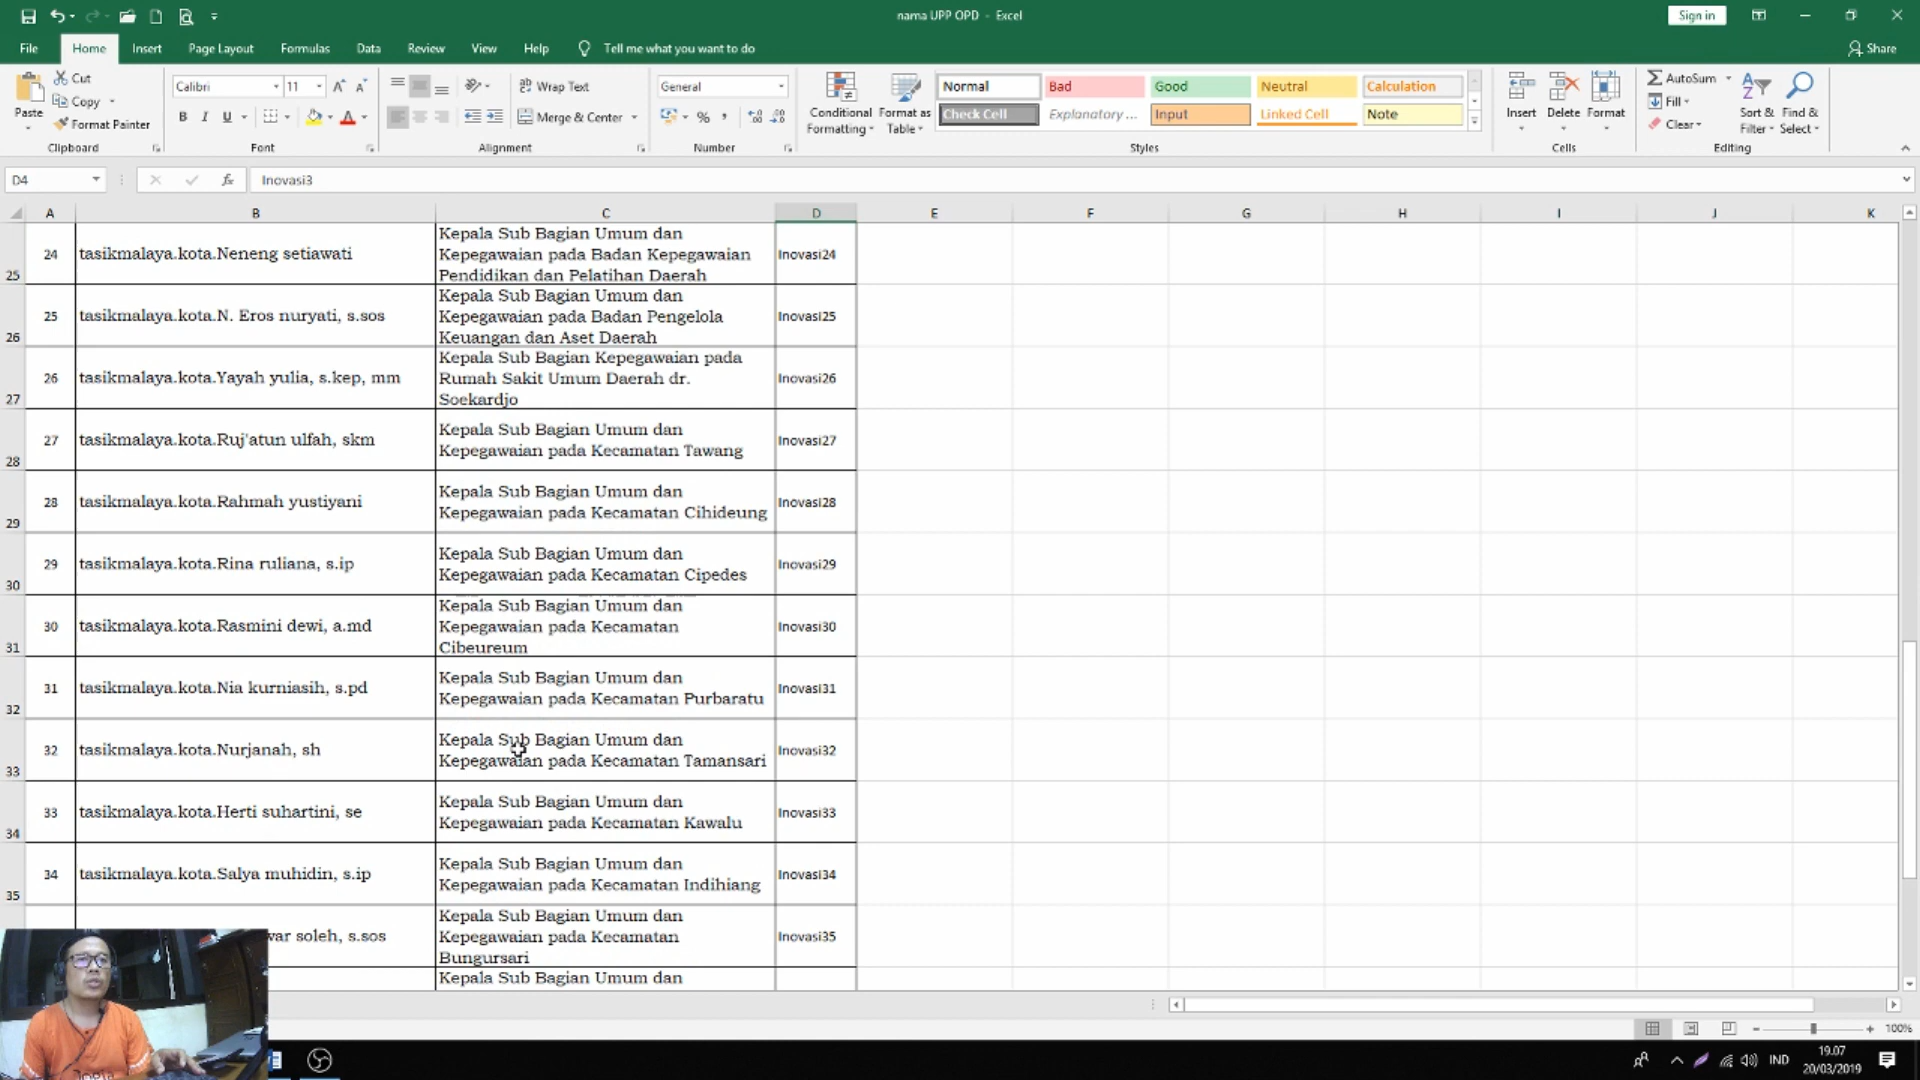 nama UPP OPD - Excel
Sign in
File Home Insert Page Layout Formulas Data Review View Help Tell me what you want to do Share
Paste Cut
Copy
Format Painter
Clipboard
Calibri 11
B I U
Font
Wrap Text
Merge & Center
Alignment
General
%
Number
Conditional Formatting
Format as Table
Normal Bad Good Neutral Calculation
Check Cell Explanatory ... Input Linked Cell Note
Styles
Insert Delete Format
Cells
AutoSum
Fill
Clear
Sort & Filter
Find & Select
Editing
D4 fx Inovasi3
A B C D E F G H I J K
25 24 tasikmalaya.kota.Neneng setiawati
Kepala Sub Bagian Umum dan
Kepegawaian pada Badan Kepegawaian
Pendidikan dan Pelatihan Daerah
Inovasi24
26 25 tasikmalaya.kota.N. Eros nuryati, s.sos
Kepala Sub Bagian Umum dan
Kepegawaian pada Badan Pengelola
Keuangan dan Aset Daerah
Inovasi25
27 26 tasikmalaya.kota.Yayah yulia, s.kep, mm
Kepala Sub Bagian Kepegawaian pada
Rumah Sakit Umum Daerah dr.
Soekardjo
Inovasi26
28 27 tasikmalaya.kota.Ruj'atun ulfah, skm
Kepala Sub Bagian Umum dan
Kepegawaian pada Kecamatan Tawang
Inovasi27
29 28 tasikmalaya.kota.Rahmah yustiyani
Kepala Sub Bagian Umum dan
Kepegawaian pada Kecamatan Cihideung
Inovasi28
30 29 tasikmalaya.kota.Rina ruliana, s.ip
Kepala Sub Bagian Umum dan
Kepegawaian pada Kecamatan Cipedes
Inovasi29
31 30 tasikmalaya.kota.Rasmini dewi, a.md
Kepala Sub Bagian Umum dan
Kepegawaian pada Kecamatan
Cibeureum
Inovasi30
32 31 tasikmalaya.kota.Nia kurniasih, s.pd
Kepala Sub Bagian Umum dan
Kepegawaian pada Kecamatan Purbaratu
Inovasi31
33 32 tasikmalaya.kota.Nurjanah, sh
Kepala Sub Bagian Umum dan
Kepegawaian pada Kecamatan Tamansari
Inovasi32
34 33 tasikmalaya.kota.Herti suhartini, se
Kepala Sub Bagian Umum dan
Kepegawaian pada Kecamatan Kawalu
Inovasi33
35 34 tasikmalaya.kota.Salya muhidin, s.ip
Kepala Sub Bagian Umum dan
Kepegawaian pada Kecamatan Indihiang
Inovasi34
war soleh, s.sos
Kepala Sub Bagian Umum dan
Kepegawaian pada Kecamatan
Bungursari
Inovasi35
Kepala Sub Bagian Umum dan
100%
IND
19.07
20/03/2019